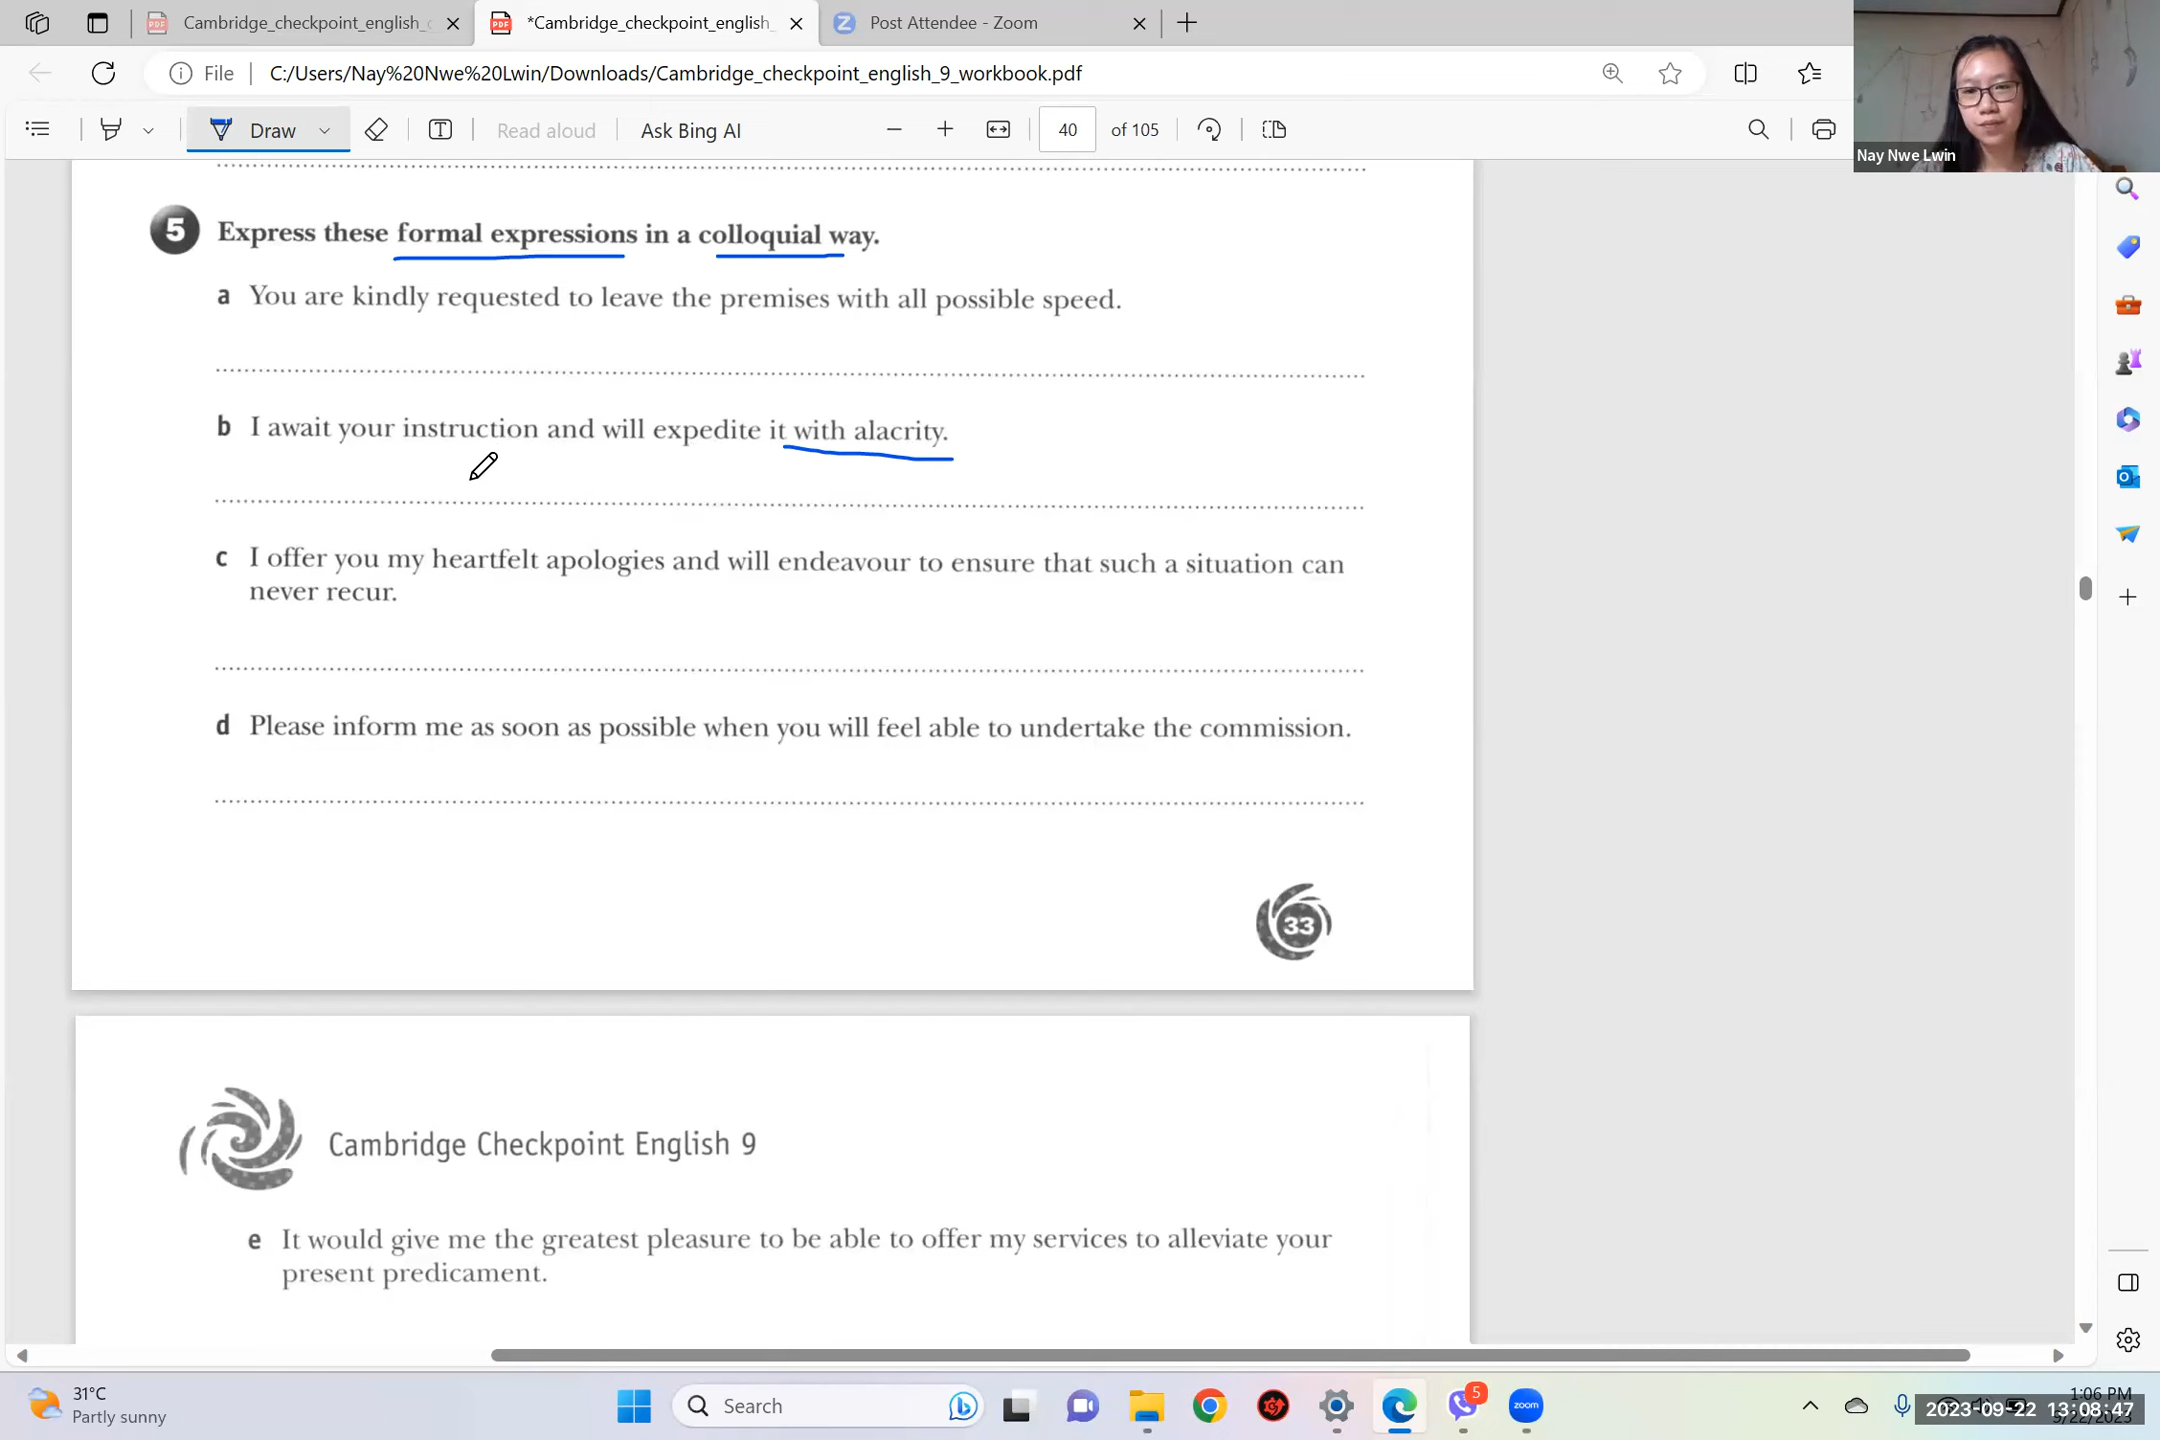 Cambridge_checkpoint_english_
*Cambridge_checkpoint_english_
Post Attendee - Zoom
File
C:/Users/Nay%20Nwe%20Lwin/Downloads/Cambridge_checkpoint_english_9_workbook.pdf
Draw
Read aloud
Ask Bing AI
40
of 105
Nay Nwe Lwin
5 Express these formal expressions in a colloquial way.
a You are kindly requested to leave the premises with all possible speed.
b I await your instruction and will expedite it with alacrity.
c I offer you my heartfelt apologies and will endeavour to ensure that such a situation can
never recur.
d Please inform me as soon as possible when you will feel able to undertake the commission.
33
Cambridge Checkpoint English 9
e It would give me the greatest pleasure to be able to offer my services to alleviate your
present predicament.
31°C
Partly sunny
Search
5
zoom
1:06 PM
2023-09-22 13:08:47